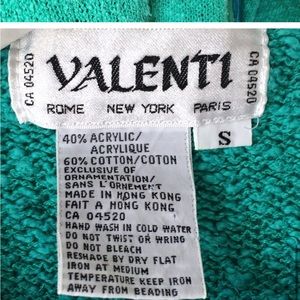 CA 04520
VALENTI
CA 04520
ROME NEW YORK PARIS
S
40% ACRYLIC/
ACRYLIQUE
60% COTTON/COTON
EXCLUSIVE OF
ORNAMENTATION/
SANS L'ORNEMENT
MADE IN HONG KONG
FAIT A HONG KONG
CA 04520
HAND WASH IN COLD WATER
DO NOT TWIST OR WRING
DO NOT BLEACH
RESHAPE BY DRY FLAT
IRON AT MEDIUM
TEMPERATURE KEEP IRON
AWAY FROM BEADING